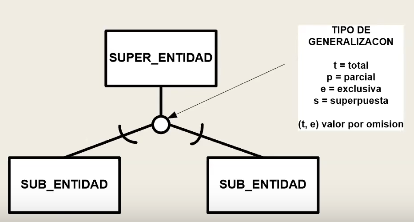 TIPO DE
GENERALIZACON
SUPER_ENTIDAD
t = total
p = parcial
e = exclusiva
s = superpuesta
(t, e) valor por omision
SUB_ENTIDAD
SUB_ENTIDAD